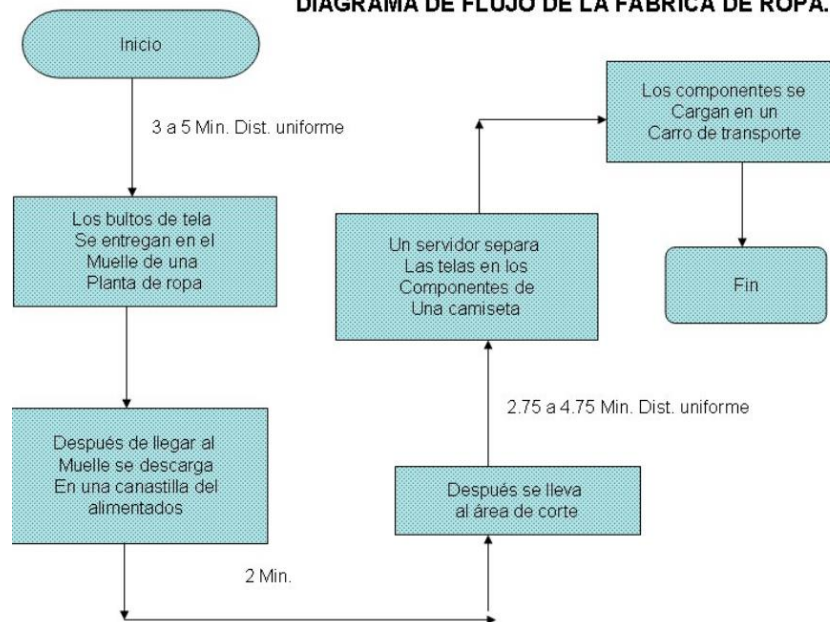 DIAGRAMA DE FLUJO DE LA FABRICA DE ROPA.
Inicio
3 a 5 Min. Dist. uniforme
Los bultos de tela
Se entregan en el
Muelle de una
Planta de ropa
Después de llegar al
Muelle se descarga
En una canastilla del
alimentados
2 Min.
Después se lleva
al área de corte
2.75 a 4.75 Min. Dist. uniforme
Un servidor separa
Las telas en los
Componentes de
Una camiseta
Los componentes se
Cargan en un
Carro de transporte
Fin